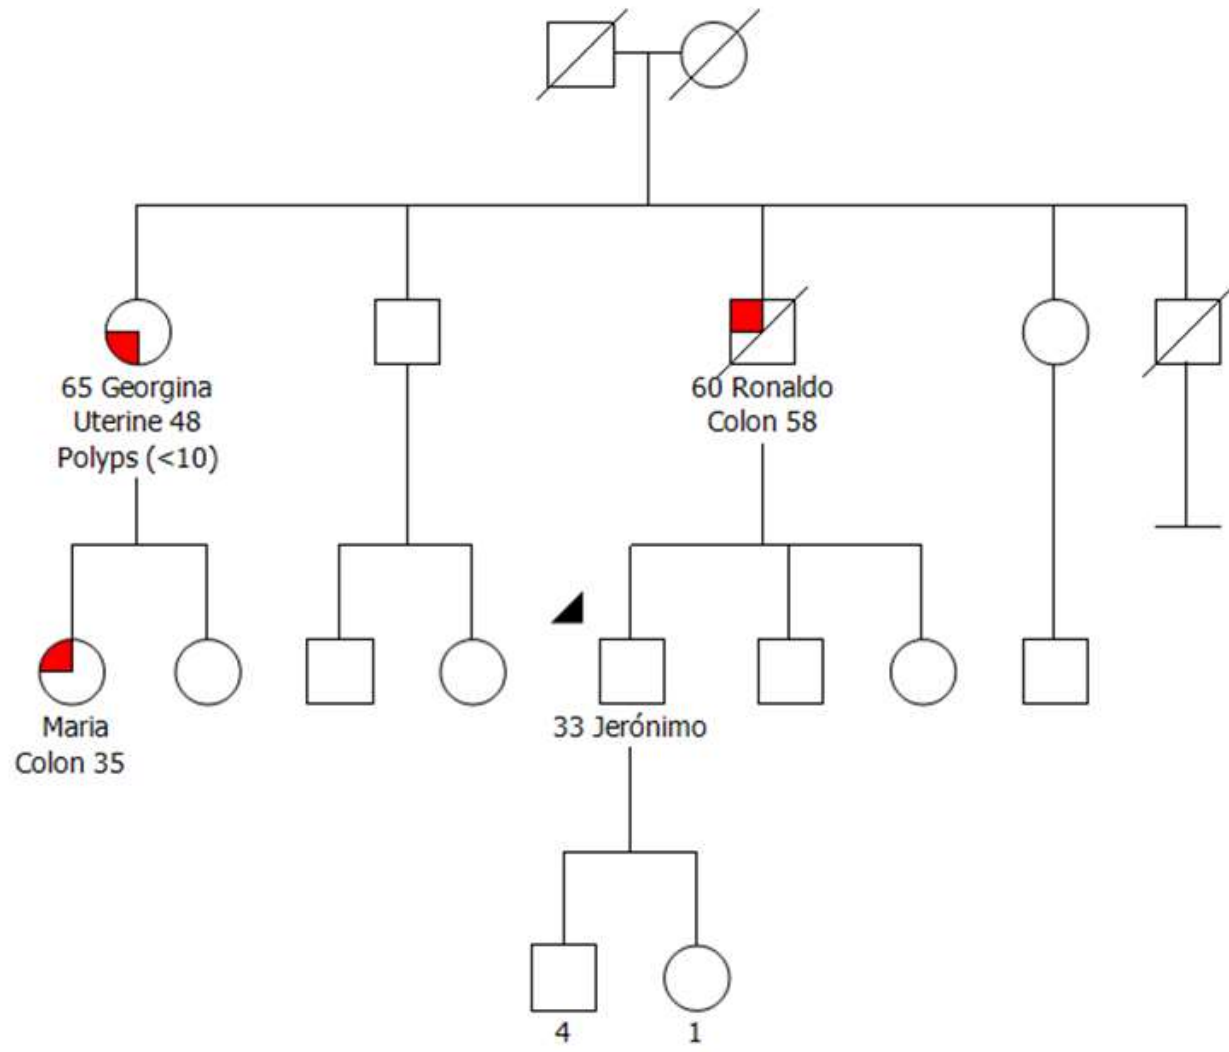 65 Georgina
Uterine 48
Polyps (<10)
60 Ronaldo
Colon 58
Maria
Colon 35
33 Jerónimo
4
1